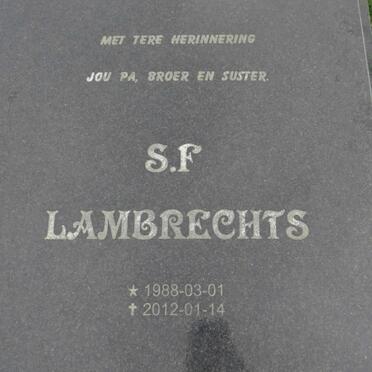 MET TERE HERINNERING
JOU PA, BROER EN SUSTER.
S.F
LAMBRECHTS
★ 1988-03-01
✝ 2012-01-14